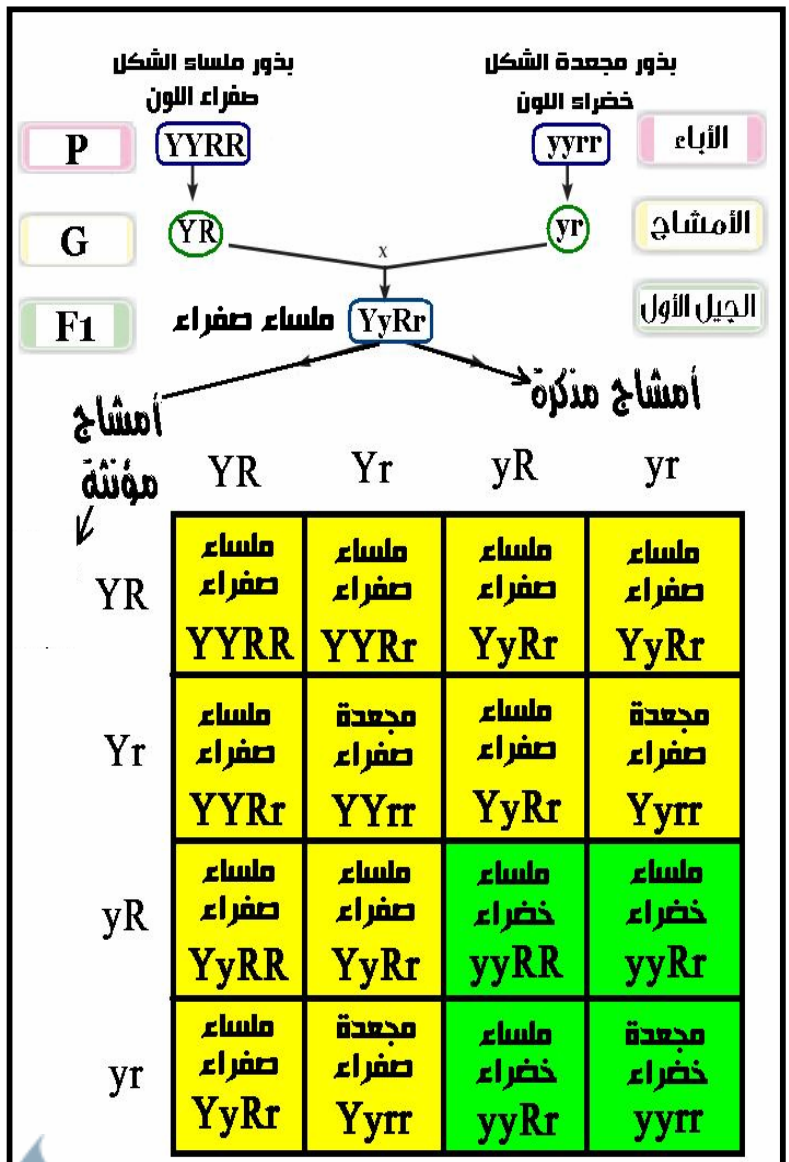 بذور مجعدة الشكل
خضراء اللون
بذور ملساء الشكل
صفراء اللون
P
YYRR
yyrr
الأباء
G
YR
x
yr
الأمشاج
F1
ملساء صفراء
YyRr
الجيل الأول
أمشاج مذكرة
أمشاج
مؤنثة
YR Yr yR yr
YR
ملساء ملساء ملساء ملساء
صفراء صفراء صفراء صفراء
YYRR YYRr YyRr YyRr
Yr
ملساء مجعدة ملساء مجعدة
صفراء صفراء صفراء صفراء
YYRr YYrr YyRr Yyrr
yR
ملساء ملساء ملساء ملساء
صفراء صفراء خضراء خضراء
YyRR YyRr yyRR yyRr
yr
ملساء مجعدة ملساء مجعدة
صفراء صفراء خضراء خضراء
YyRr Yyrr yyRr yyrr